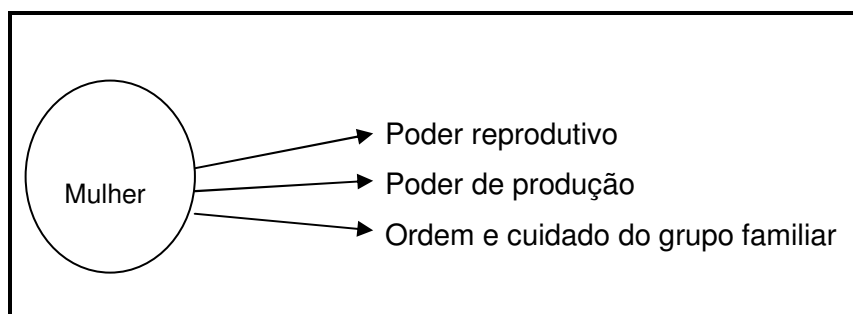 Poder reprodutivo
Mulher
Poder de produção
Ordem e cuidado do grupo familiar